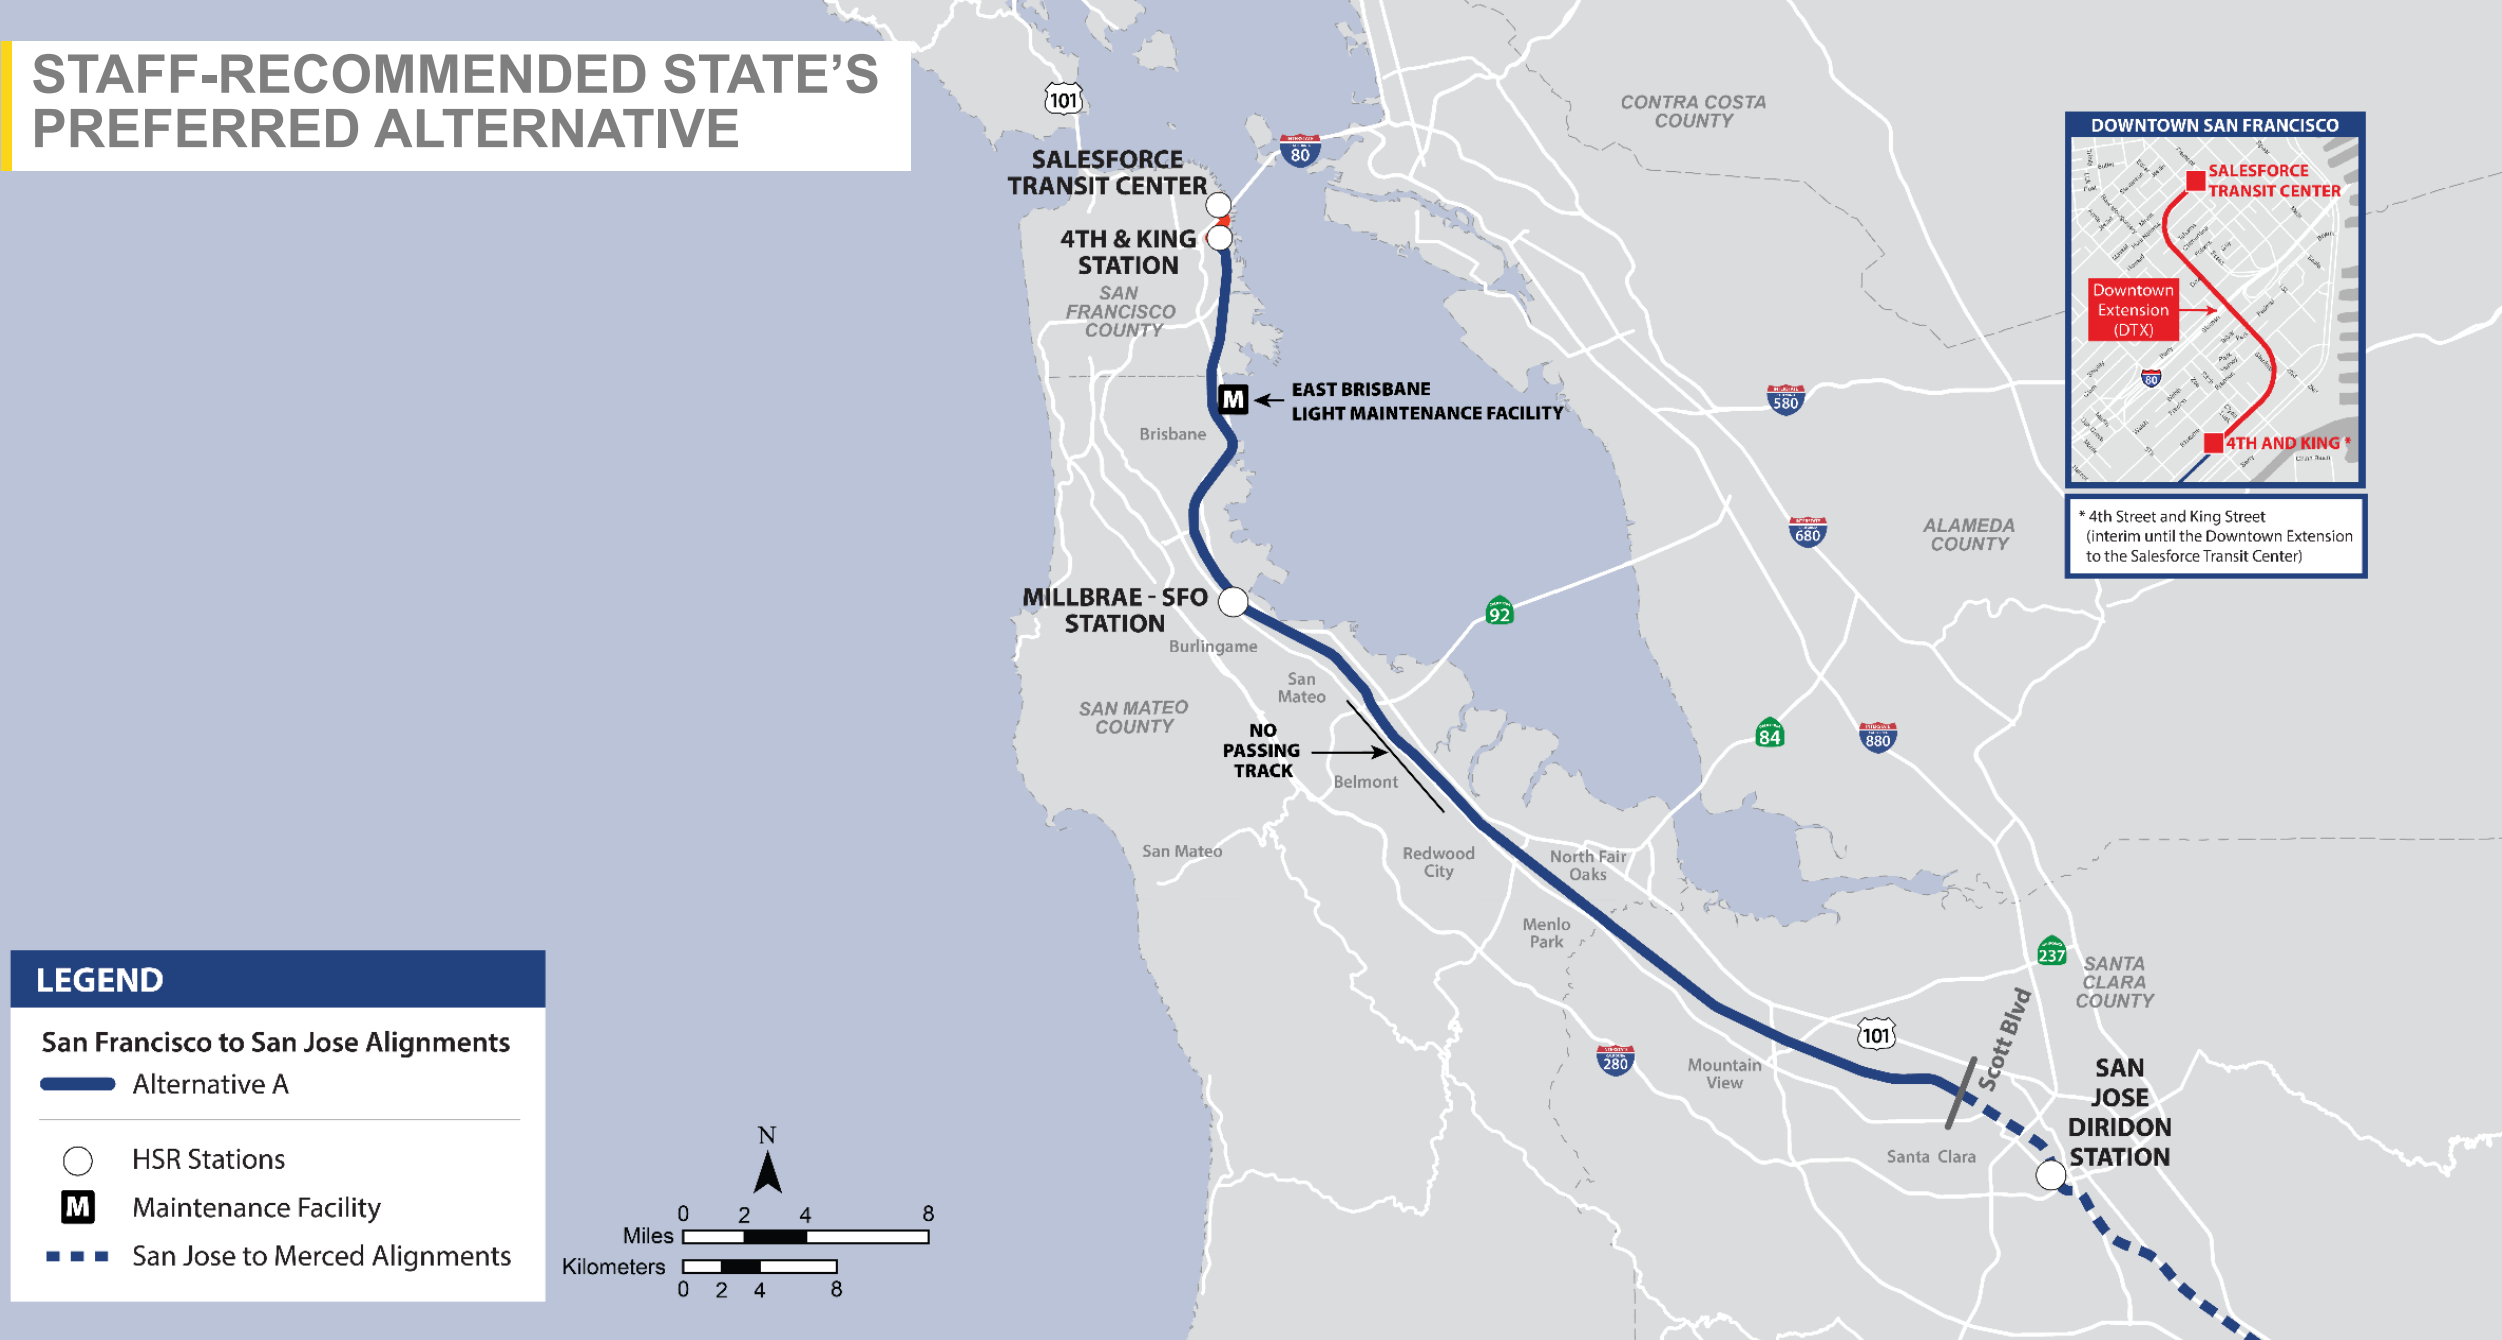 STAFF-RECOMMENDED STATE’S
PREFERRED ALTERNATIVE
101
SALESFORCE
TRANSIT CENTER
80
4TH & KING
STATION
SAN
FRANCISCO
COUNTY
CONTRA COSTA
COUNTY
DOWNTOWN SAN FRANCISCO
SALESFORCE
TRANSIT CENTER
Downtown
Extension
(DTX)
80
4TH AND KING *
* 4th Street and King Street
(interim until the Downtown Extension
to the Salesforce Transit Center)
M
EAST BRISBANE
LIGHT MAINTENANCE FACILITY
Brisbane
580
680
ALAMEDA
COUNTY
MILLBRAE - SFO
STATION
Burlingame
92
San
Mateo
SAN MATEO
COUNTY
NO
PASSING
TRACK
Belmont
84
880
San Mateo
Redwood
City
North Fair
Oaks
Menlo
Park
237
SANTA
CLARA
COUNTY
Scott Blvd
101
280
Mountain
View
Santa Clara
SAN
JOSE
DIRIDON
STATION
LEGEND
San Francisco to San Jose Alignments
Alternative A
HSR Stations
M Maintenance Facility
San Jose to Merced Alignments
N
0 2 4 8
Miles
Kilometers
0 2 4 8